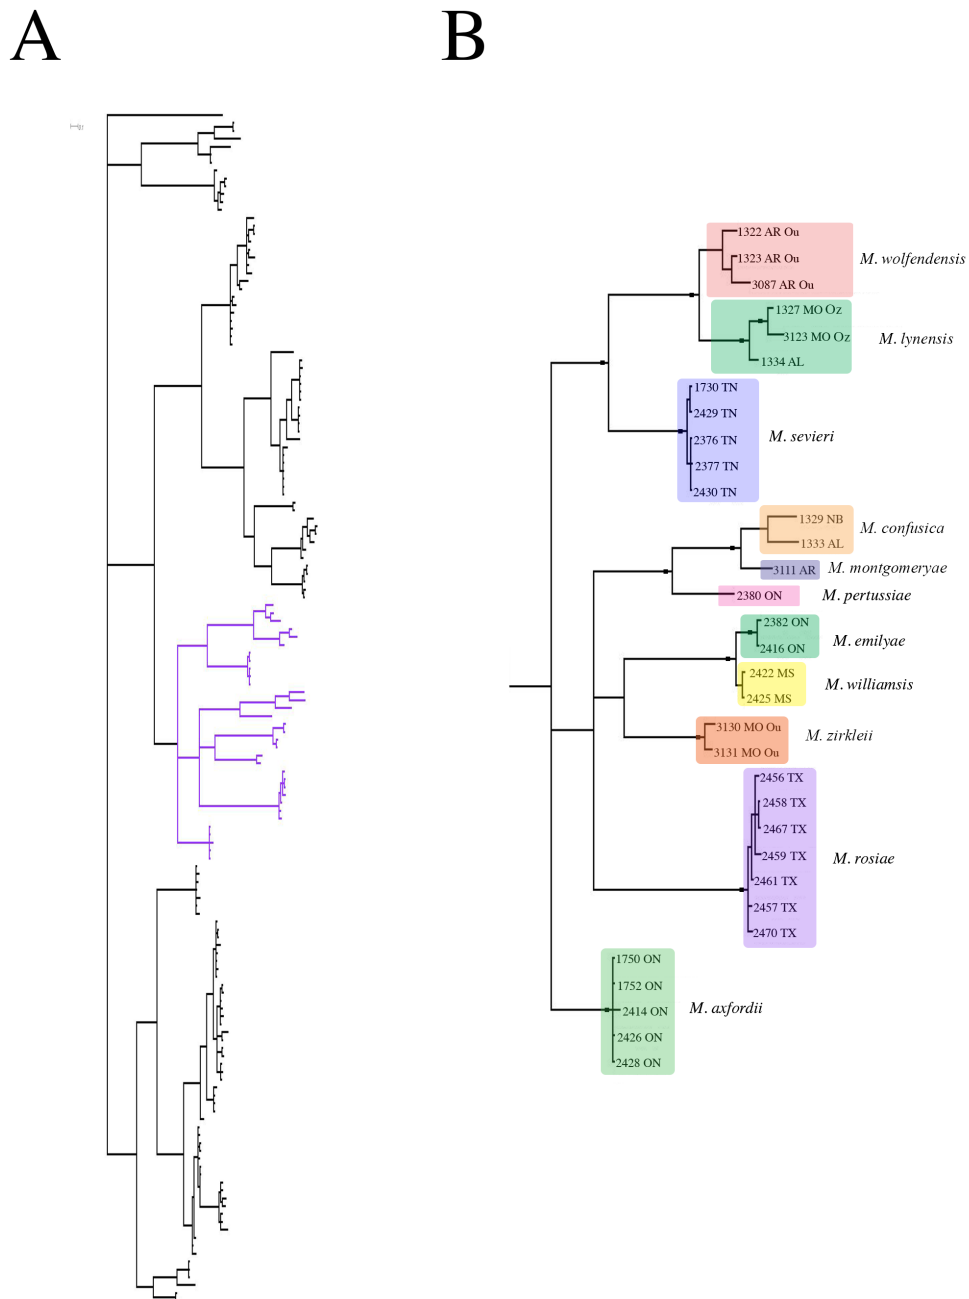 A
B
1322 AR Ou
1323 AR Ou
3087 AR Ou
M. wolfendensis
1327 MO Oz
3123 MO Oz
1334 AL
M. lynensis
1730 TN
2429 TN
2376 TN
2377 TN
2430 TN
M. sevieri
1329 NB
1333 AL
M. confusica
3111 AR
M. montgomeryae
2380 ON
M. pertussiae
2382 ON
2416 ON
M. emilyae
2422 MS
2425 MS
M. williamsis
3130 MO Ou
3131 MO Ou
M. zirkleii
2456 TX
2458 TX
2467 TX
2459 TX
2461 TX
2457 TX
2470 TX
M. rosiae
1750 ON
1752 ON
2414 ON
2426 ON
2428 ON
M. axfordii